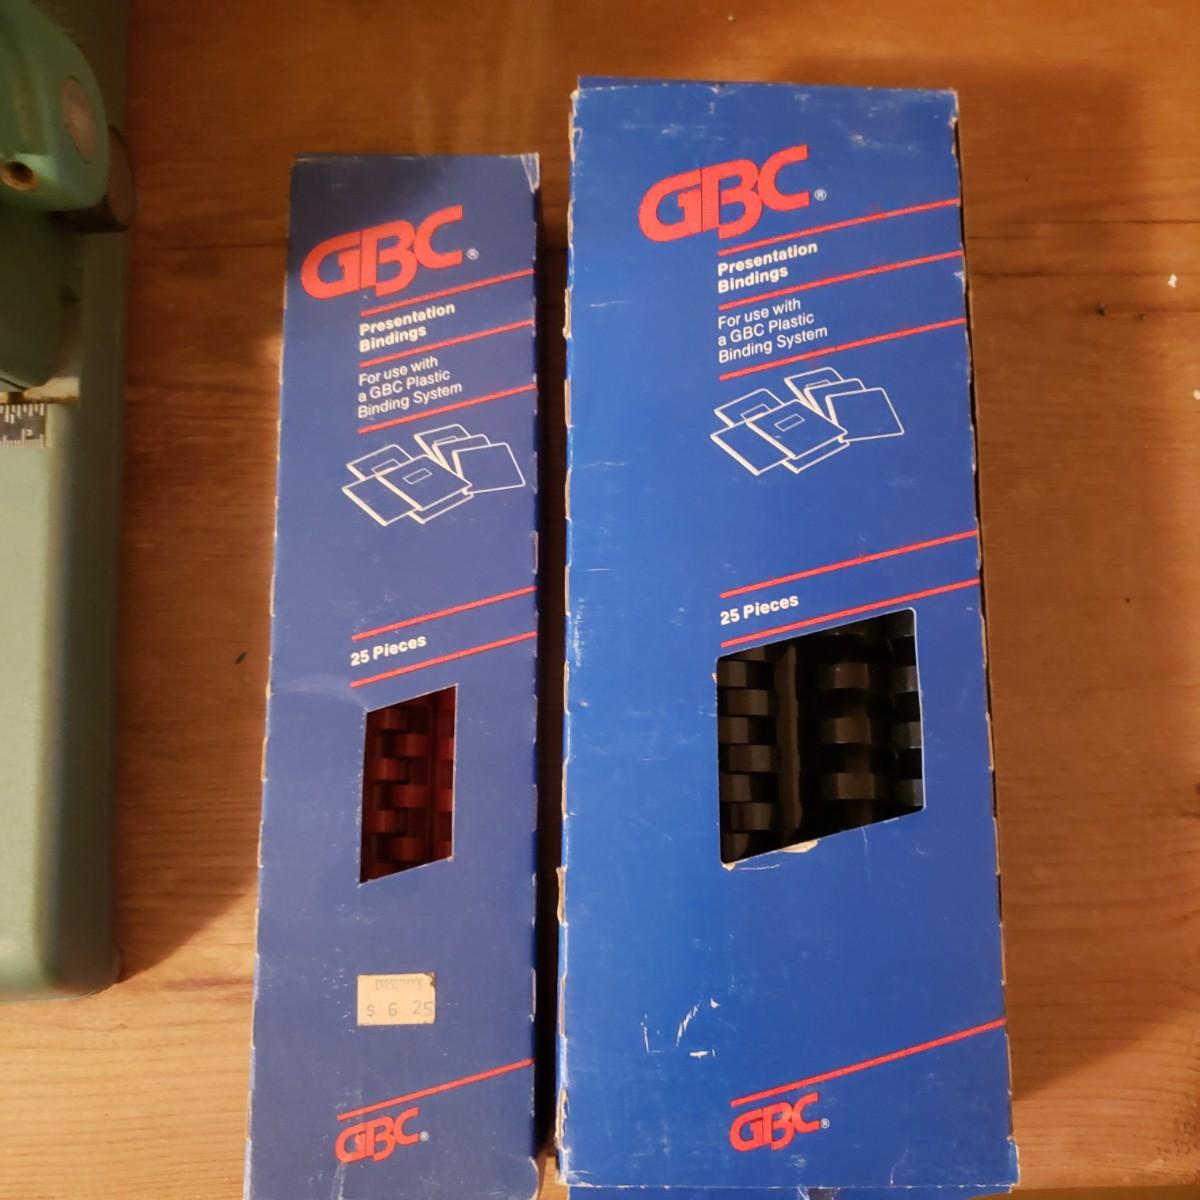 GBC®
Presentation
Bindings
For use with
a GBC Plastic
Binding System
25 Pieces
$ 6 25
GBC®
GBC®
Presentation
Bindings
For use with
a GBC Plastic
Binding System
25 Pieces
GBC®